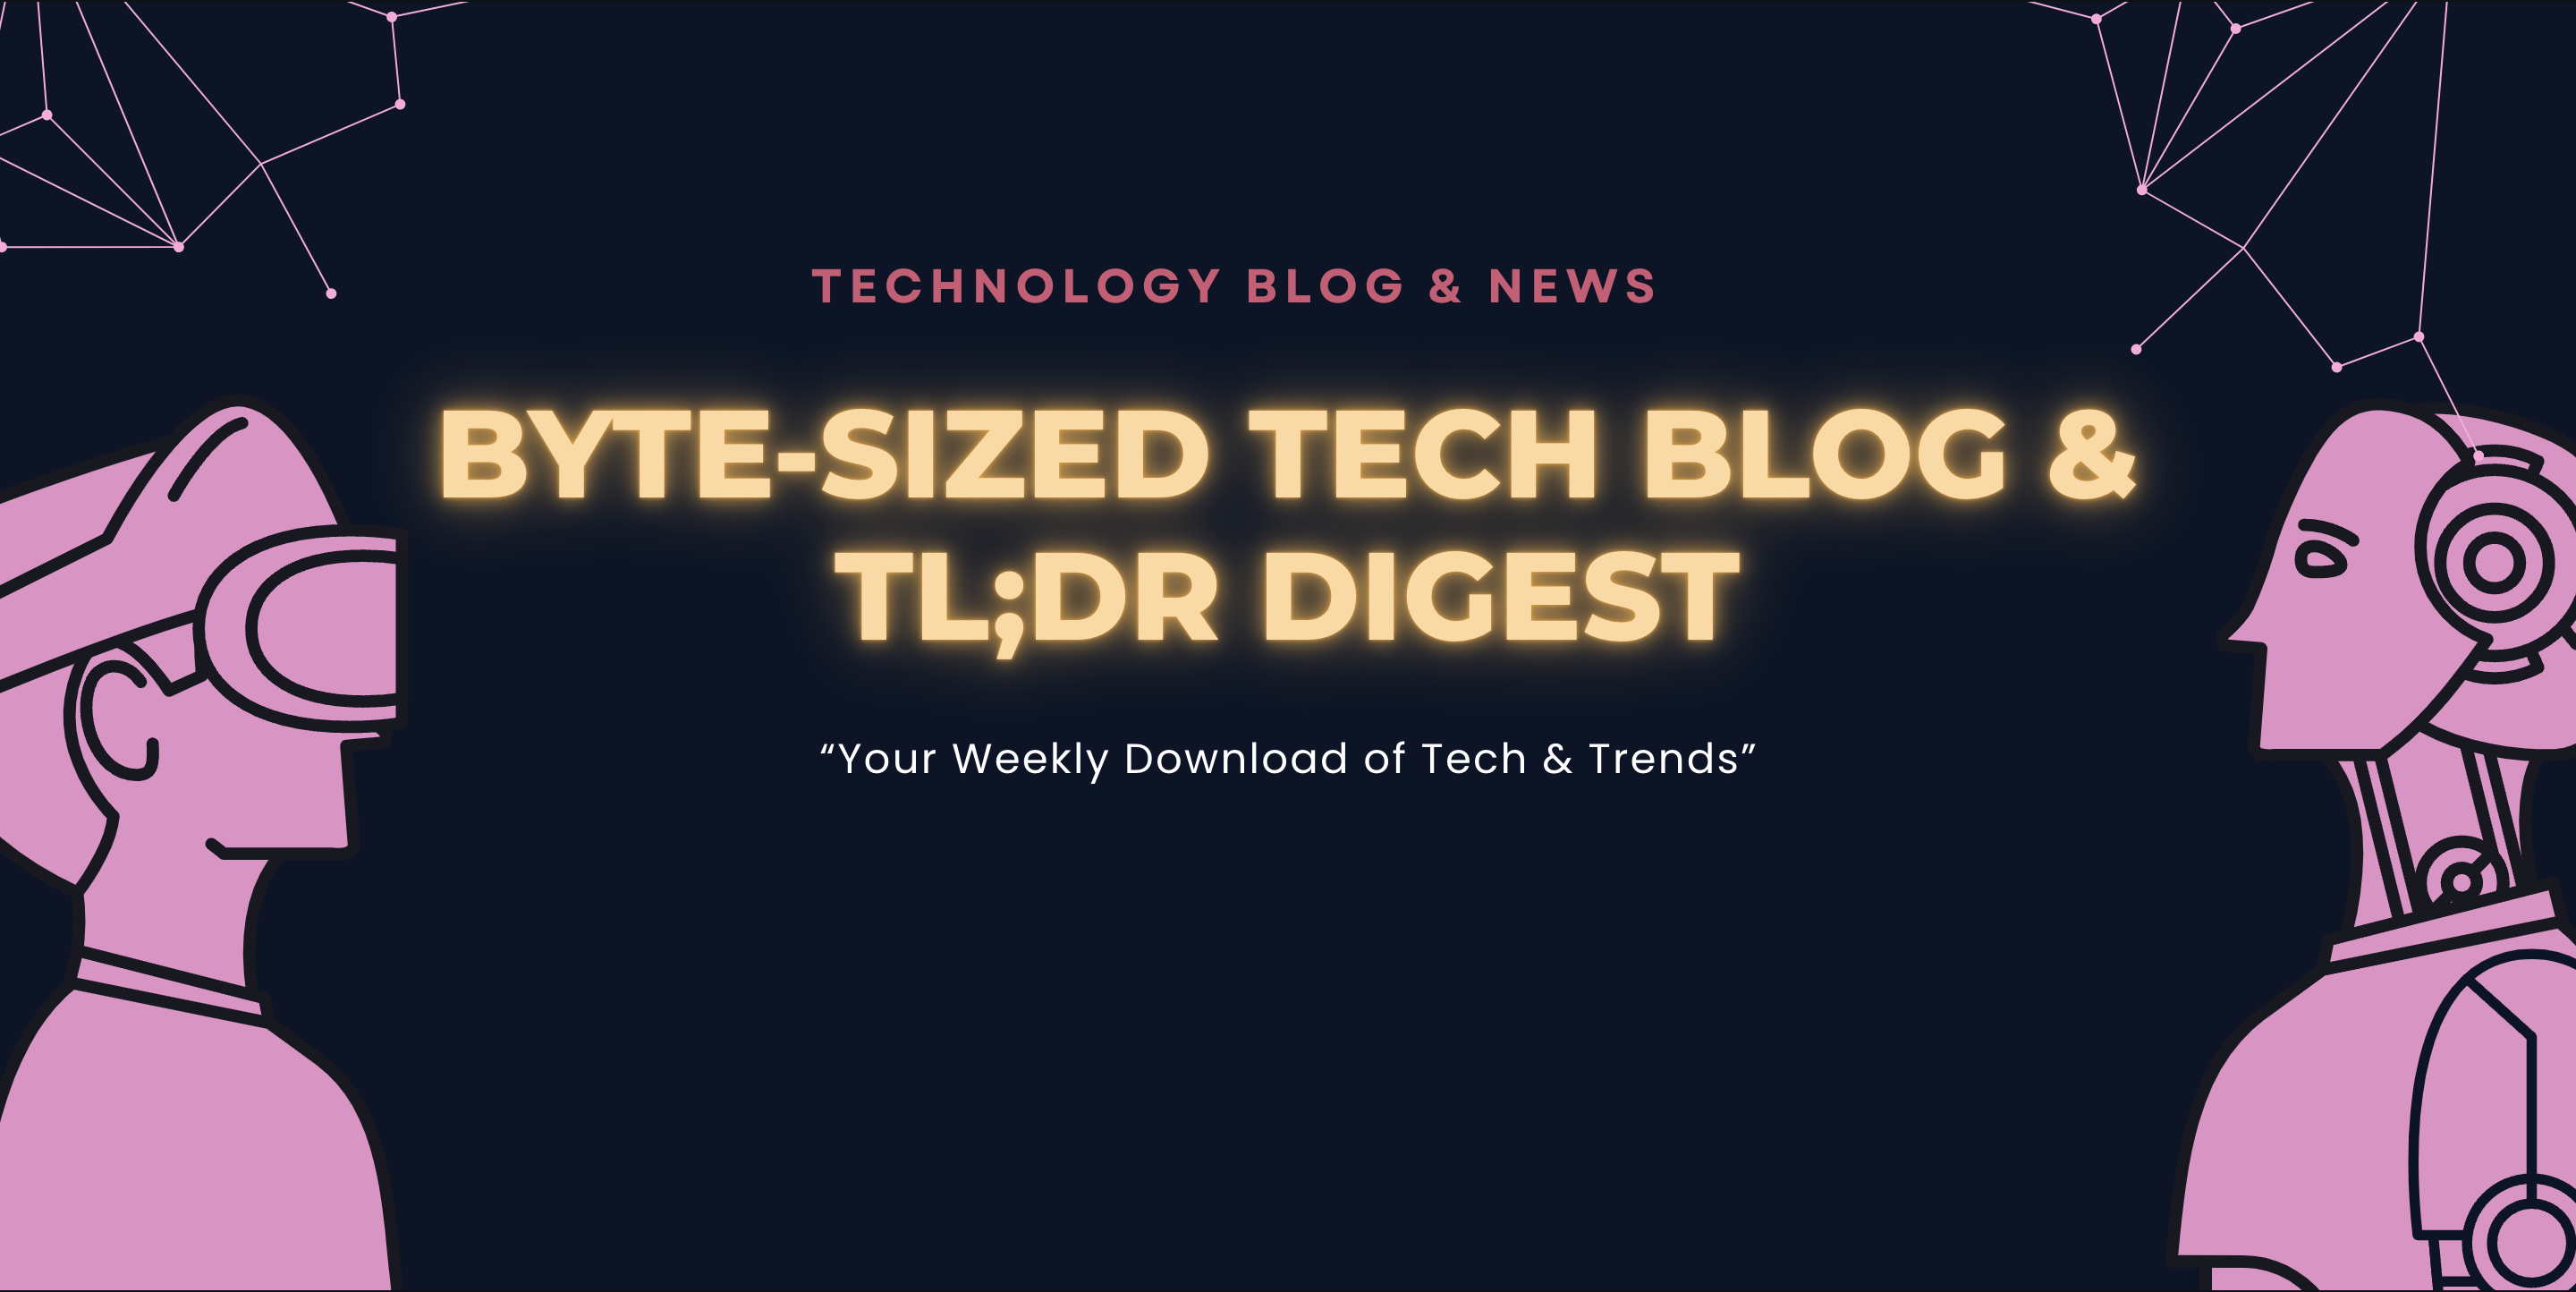 TECHNOLOGY BLOG & NEWS
BYTE-SIZED TECH BLOG &
TL;DR DIGEST
“Your Weekly Download of Tech & Trends”